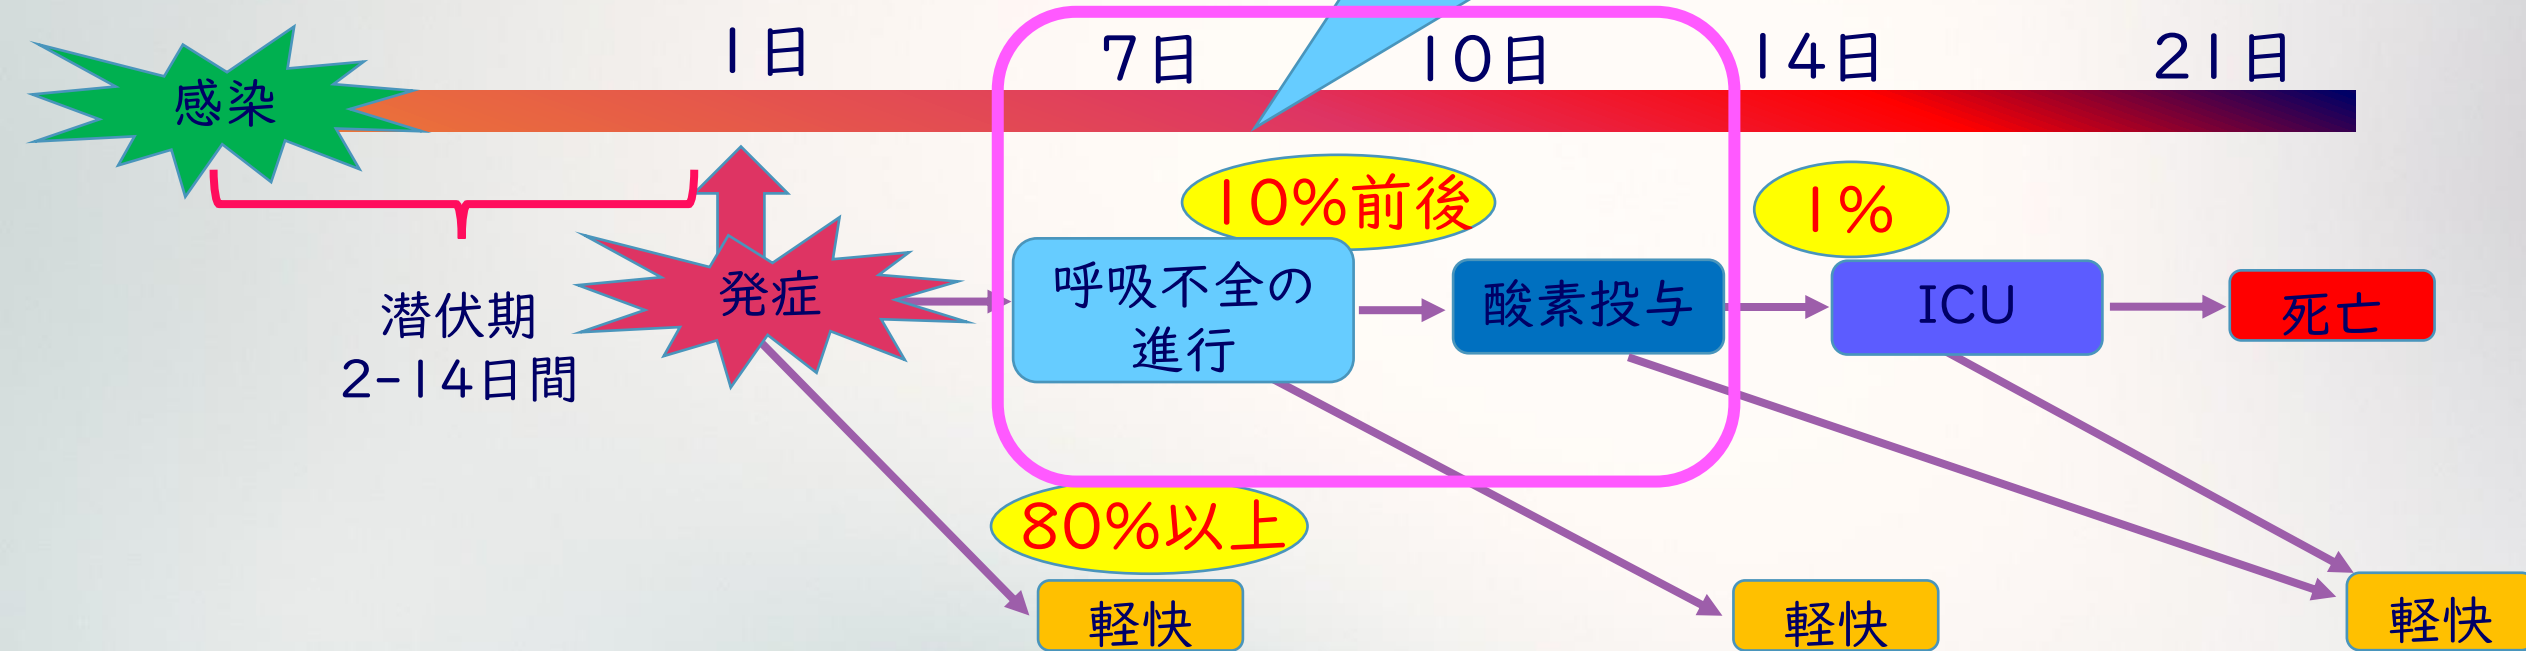 1日
7日
10日
14日
21日
感染
10%前後
1%
発症
呼吸不全の
進行
酸素投与
ICU
死亡
潜伏期
2-14日間
80%以上
軽快
軽快
軽快